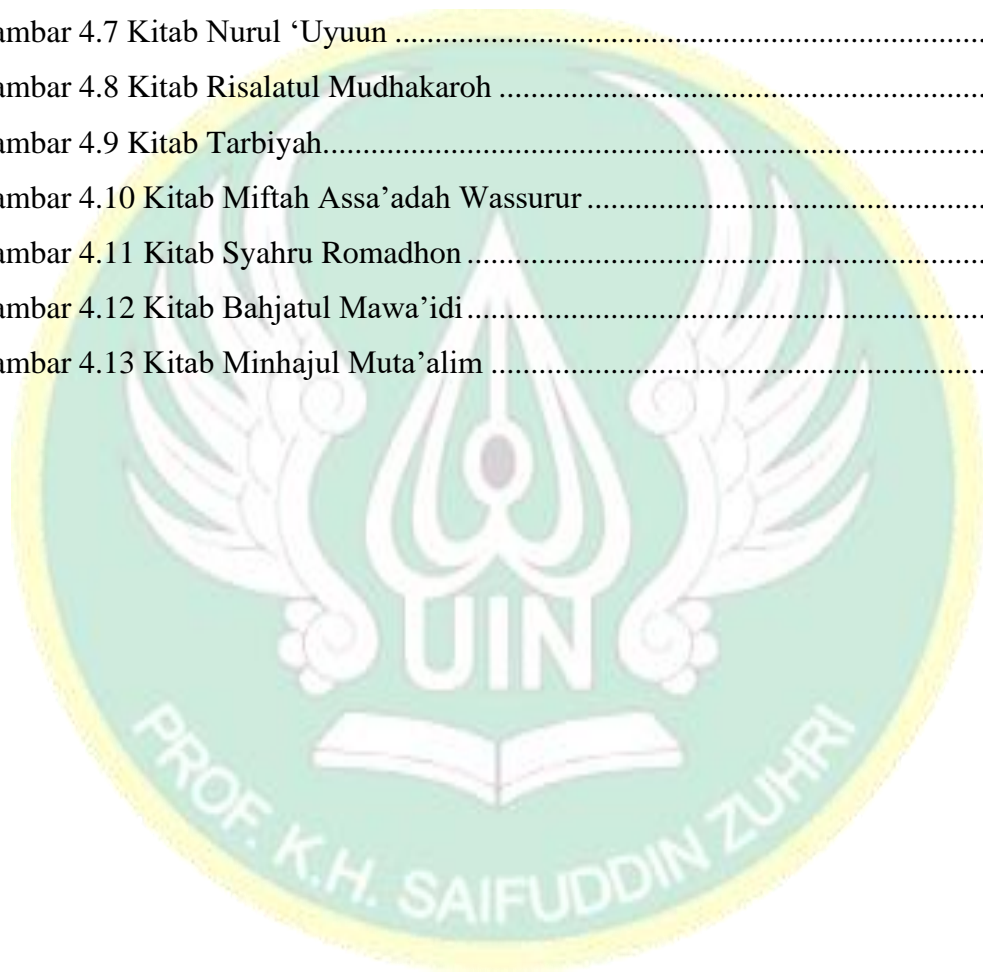 ambar 4.7 Kitab Nurul ‘Uyuun ........................................................................
ambar 4.8 Kitab Risalatul Mudhakaroh ...........................................................
ambar 4.9 Kitab Tarbiyah................................................................................
ambar 4.10 Kitab Miftah Assa’adah Wassurur ................................................
ambar 4.11 Kitab Syahru Romadhon ..............................................................
ambar 4.12 Kitab Bahjatul Mawa’idi..............................................................
ambar 4.13 Kitab Minhajul Muta’alim ............................................................
UIN
PROF. K.H. SAIFUDDIN ZUHRI